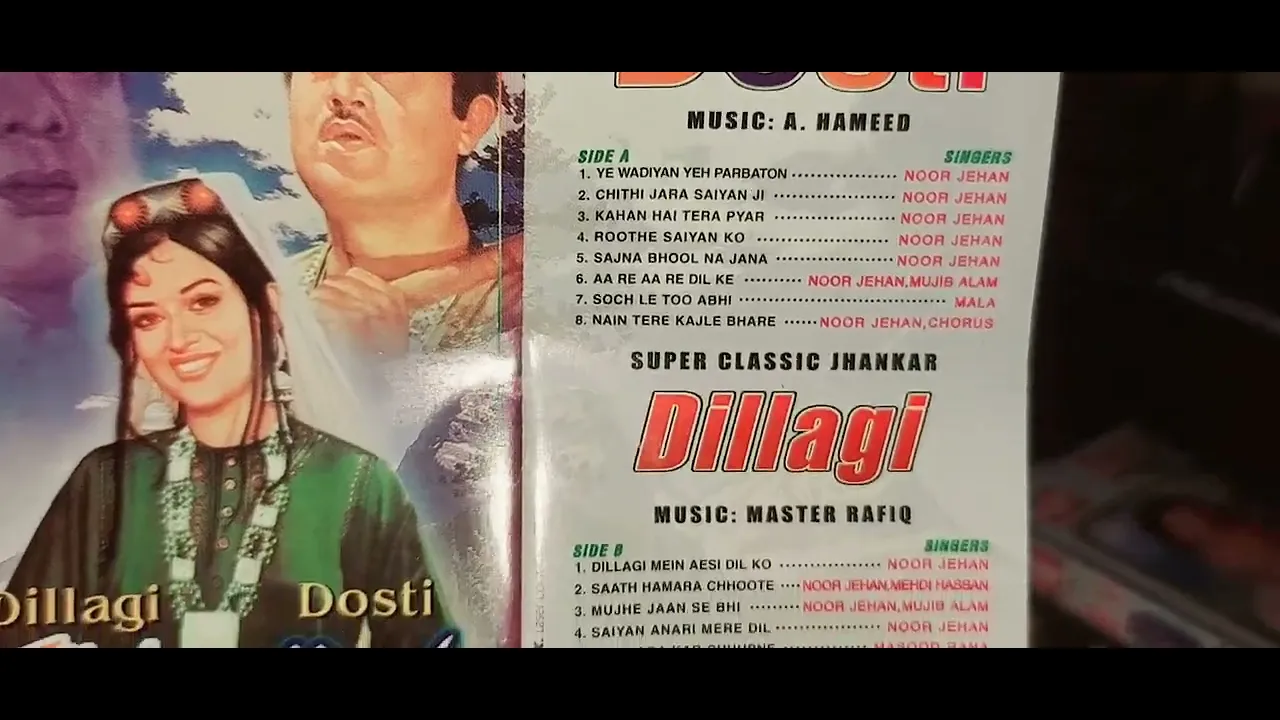 Dosti
MUSIC: A. HAMEED
SIDE A SINGERS
1. YE WADIYAN YEH PARBATON ················· NOOR JEHAN
2. CHITHI JARA SAIYAN JI ···················· NOOR JEHAN
3. KAHAN HAI TERA PYAR ···················· NOOR JEHAN
4. ROOTHE SAIYAN KO ······················ NOOR JEHAN
5. SAJNA BHOOL NA JANA ···················· NOOR JEHAN
6. AA RE AA RE DIL KE ·········· NOOR JEHAN,MUJIB ALAM
7. SOCH LE TOO ABHI ··································· MALA
8. NAIN TERE KAJLE BHARE ······NOOR JEHAN,CHORUS
SUPER CLASSIC JHANKAR
Dillagi
MUSIC: MASTER RAFIQ
SIDE B SINGERS
1. DILLAGI MEIN AESI DIL KO ················· NOOR JEHAN
2. SAATH HAMARA CHHOOTE ····NOOR JEHAN,MEHDI HASSAN
3. MUJHE JAAN SE BHI ········· NOOR JEHAN,MUJIB ALAM
4. SAIYAN ANARI MERE DIL ·················· NOOR JEHAN
Dillagi Dosti